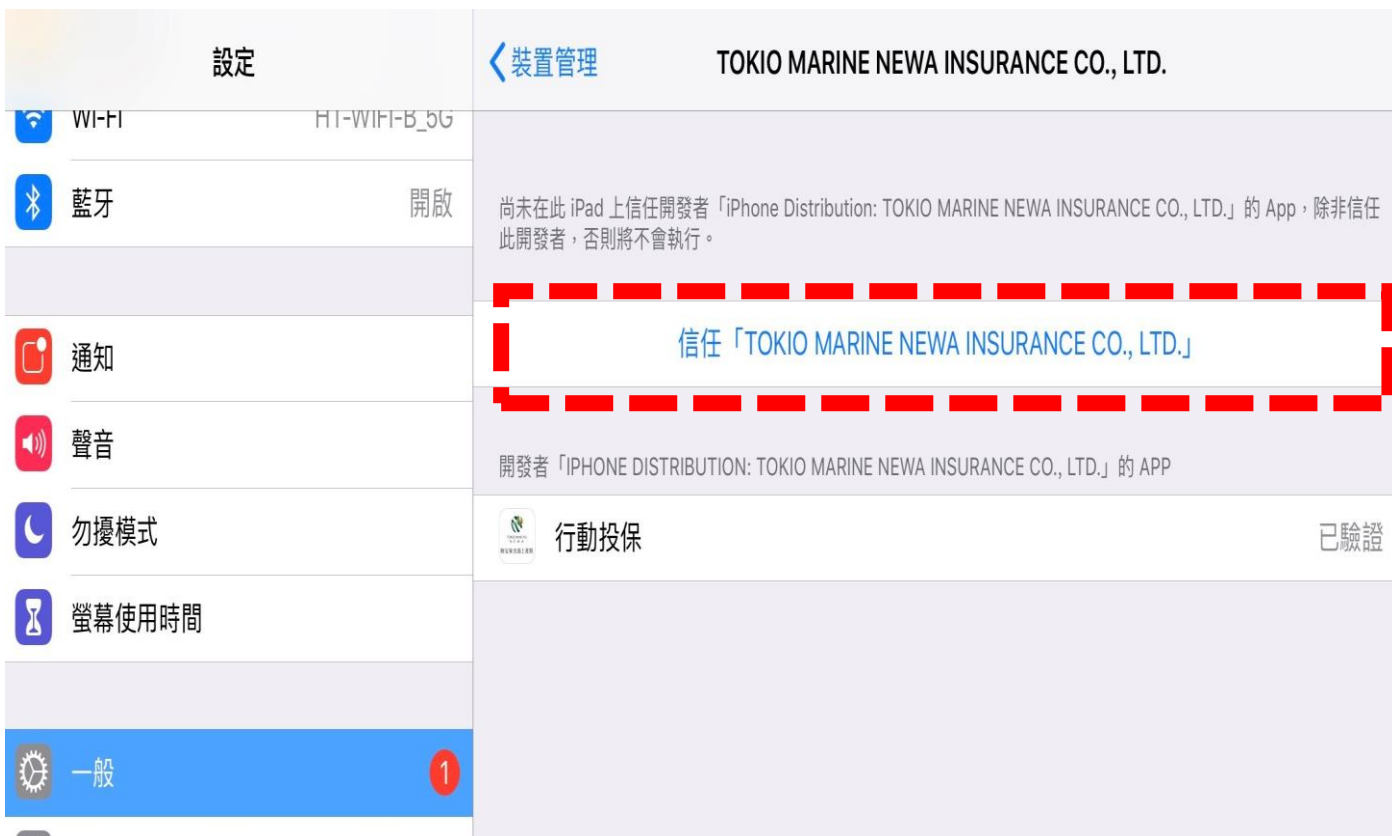 設定
WI-FI HT-WIFI-B_5G
藍牙 開啟
通知
聲音
勿擾模式
螢幕使用時間
一般 1
裝置管理 TOKIO MARINE NEWA INSURANCE CO., LTD.
尚未在此 iPad 上信任開發者「iPhone Distribution: TOKIO MARINE NEWA INSURANCE CO., LTD.」的 App，除非信任
此開發者，否則將不會執行。
信任「TOKIO MARINE NEWA INSURANCE CO., LTD.」
開發者「IPHONE DISTRIBUTION: TOKIO MARINE NEWA INSURANCE CO., LTD.」的 APP
行動投保 已驗證